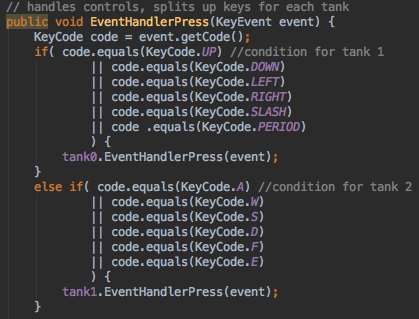 // handles controls, splits up keys for each tank
public void EventHandlerPress(KeyEvent event) {
    KeyCode code = event.getCode();
    if( code.equals(KeyCode.UP) //condition for tank 1
            || code.equals(KeyCode.DOWN)
            || code.equals(KeyCode.LEFT)
            || code.equals(KeyCode.RIGHT)
            || code.equals(KeyCode.SLASH)
            || code .equals(KeyCode.PERIOD)
            ) {
        tank0.EventHandlerPress(event);
    }
    else if( code.equals(KeyCode.A) //condition for tank 2
            || code.equals(KeyCode.W)
            || code.equals(KeyCode.S)
            || code.equals(KeyCode.D)
            || code.equals(KeyCode.F)
            || code.equals(KeyCode.E)
            ) {
        tank1.EventHandlerPress(event);
    }